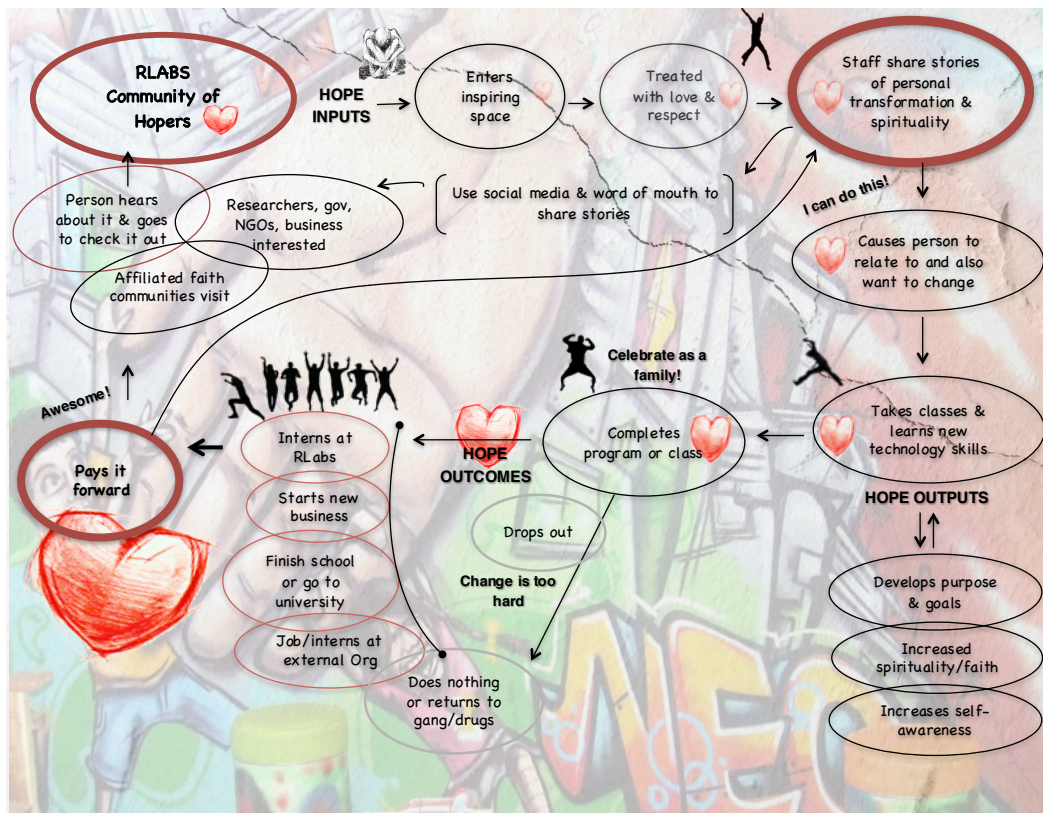 RLABS
Community of
Hopers
HOPE
INPUTS
Enters
inspiring
space
Treated
with love &
respect
Staff share stories
of personal
transformation &
spirituality
I can do this!
Causes person to
relate to and also
want to change
Use social media & word of mouth to
share stories
Researchers, gov,
NGOs, business
interested
Person hears
about it & goes
to check it out
Affiliated faith
communities visit
Awesome!
Pays it
forward
Interns at
RLabs
Starts new
business
Finish school
or go to
university
Job/interns at
external Org
HOPE
OUTCOMES
Celebrate as a
family!
Completes
program or class
Takes classes &
learns new
technology skills
HOPE OUTPUTS
Drops out
Change is too
hard
Does nothing
or returns to
gang/drugs
Develops purpose
& goals
Increased
spirituality/faith
Increases self-
awareness
NEC